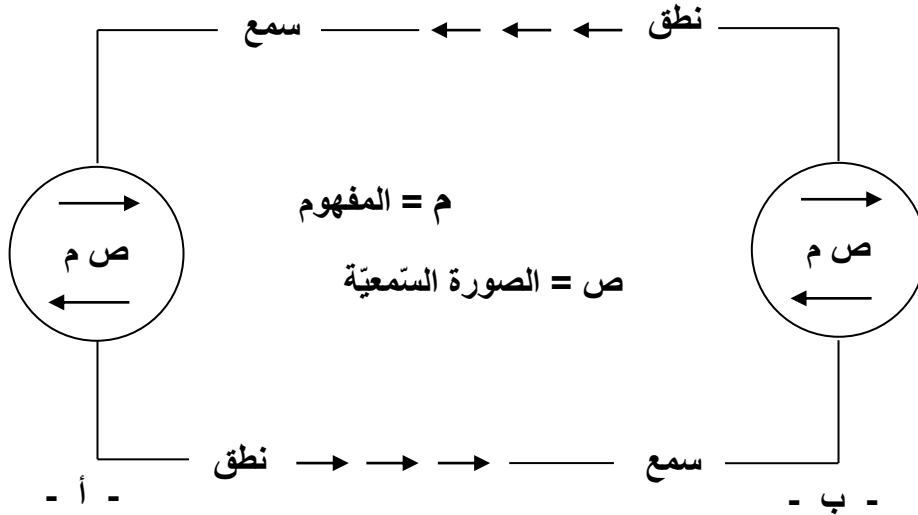 نطق
سمع
ص م
ص م
م = المفهوم
ص = الصورة السّمعيّة
سمع
نطق
- ب -
- أ -